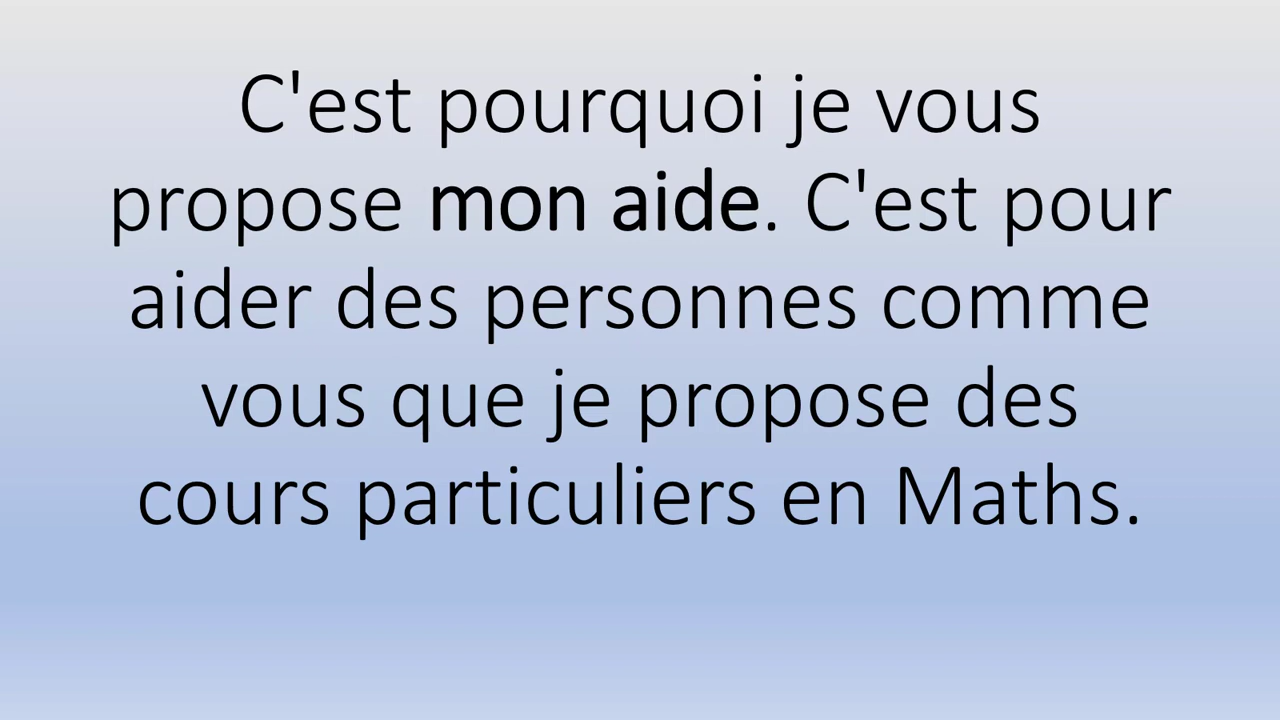 C'est pourquoi je vous
propose mon aide. C'est pour
aider des personnes comme
vous que je propose des
cours particuliers en Maths.